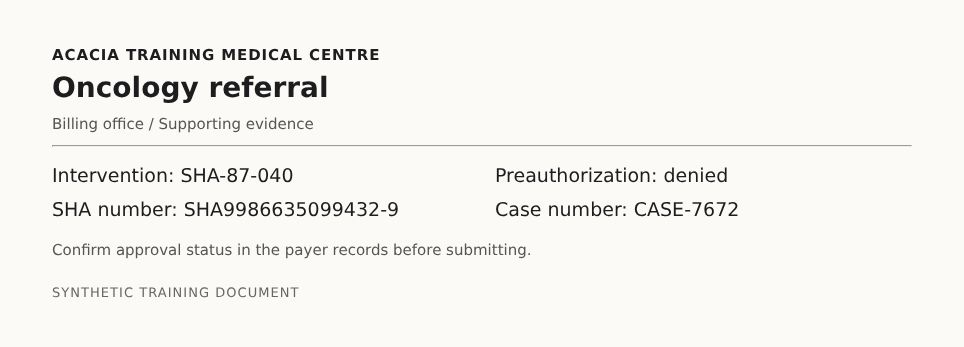 ACACIA TRAINING MEDICAL CENTRE
Oncology referral
Billing office / Supporting evidence
Intervention: SHA-87-040
Preauthorization: denied
SHA number: SHA9986635099432-9
Case number: CASE-7672
Confirm approval status in the payer records before submitting.
SYNTHETIC TRAINING DOCUMENT